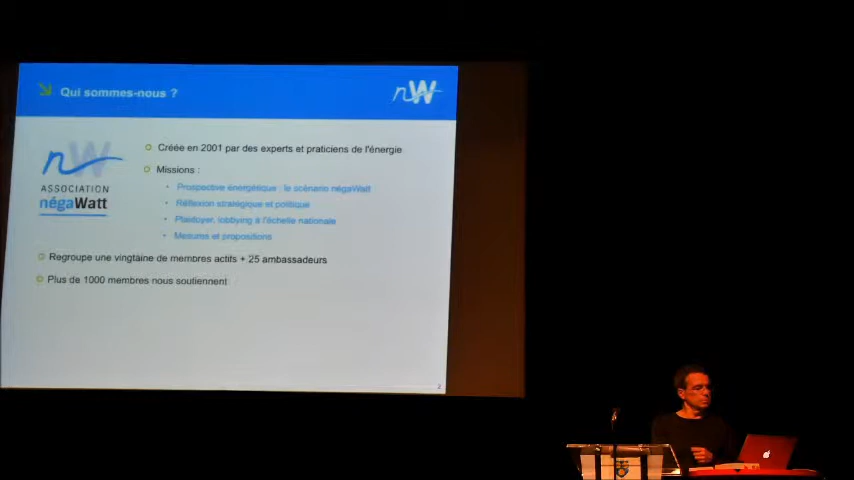 Qui sommes-nous ?
nW
nW
ASSOCIATION
négaWatt
Créée en 2001 par des experts et praticiens de l'énergie
Missions :
Prospective énergétique : le scénario négaWatt
Réflexion stratégique et politique
Plaidoyer, lobbying à l'échelle nationale
Mesures et propositions
Regroupe une vingtaine de membres actifs + 25 ambassadeurs
Plus de 1000 membres nous soutiennent
2